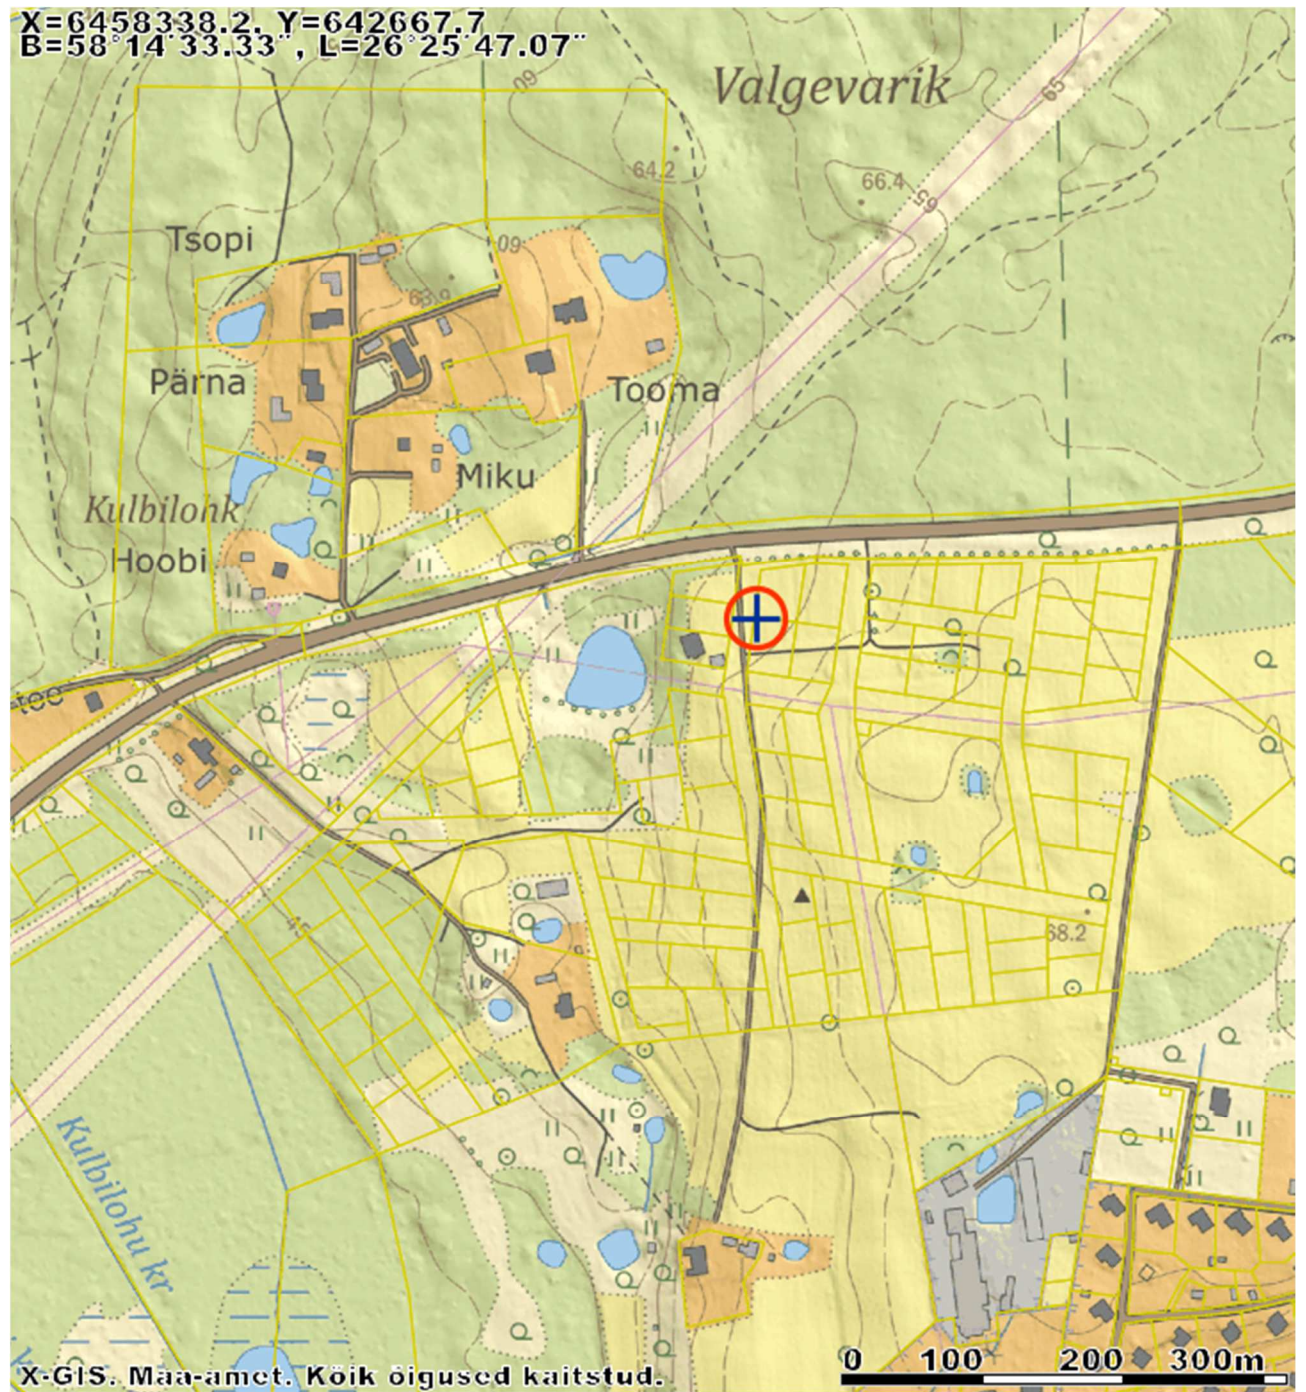 X=6458338.2, Y=642667.7
B=58°14'33.33", L=26°25'47.07"
Valgevarik
60
65
64.2
66.4
65
Tsopi
60
63.9
Pärna
Tooma
Miku
Kulbilohk
Hoobi
tee
45
68.2
Kulbilohu kr
X-GIS. Maa-amet. Kõik õigused kaitstud.
0 100 200 300m